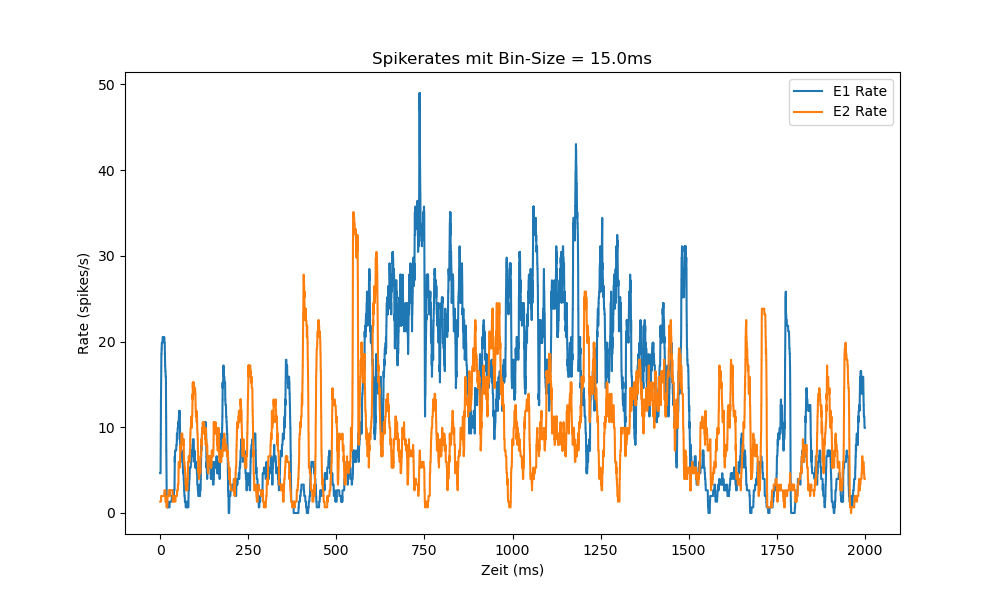 Spikerates mit Bin-Size = 15.0ms
E1 Rate
E2 Rate
50
40
30
20
10
0
Rate (spikes/s)
0 250 500 750 1000 1250 1500 1750 2000
Zeit (ms)